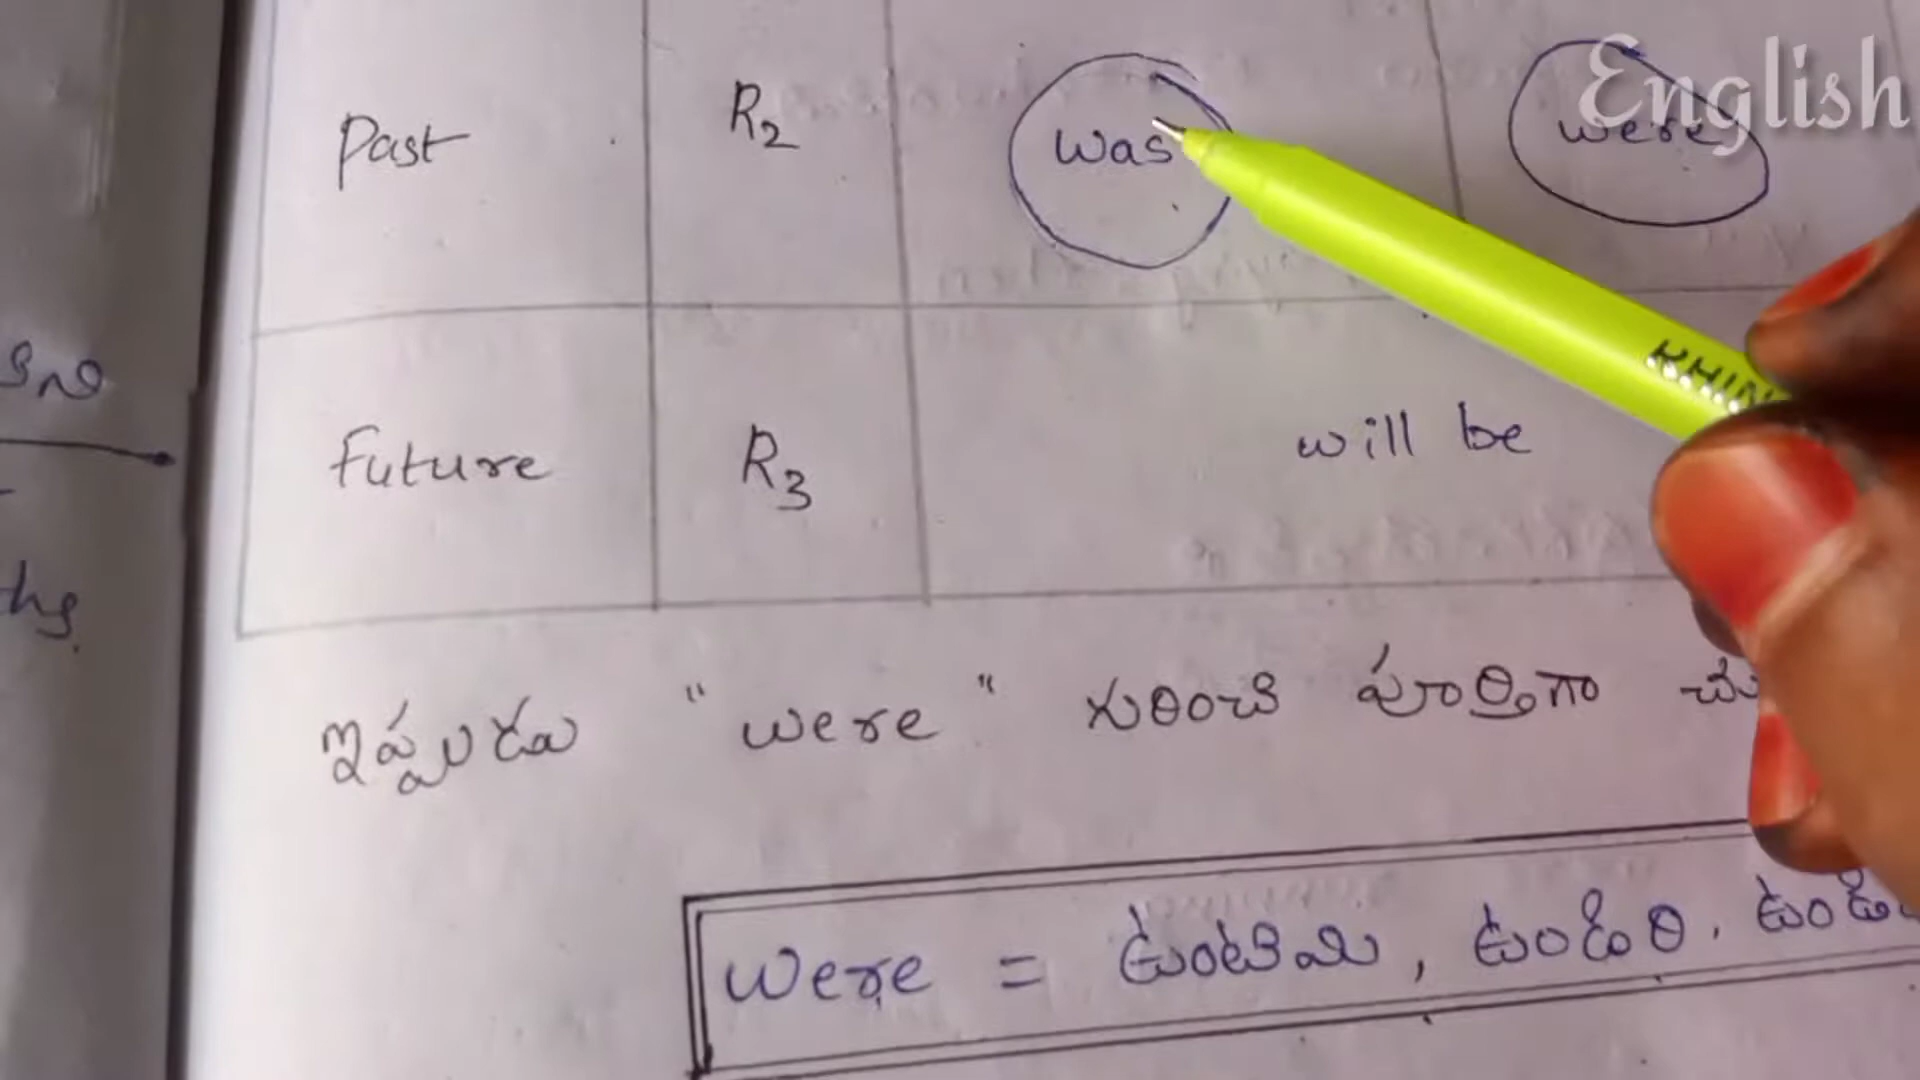 English
Past R2 was were
Future R3 will be
ఇప్పుడు "were" గురించి పూర్తిగా
were = ఉంటిమి, ఉండిరి,